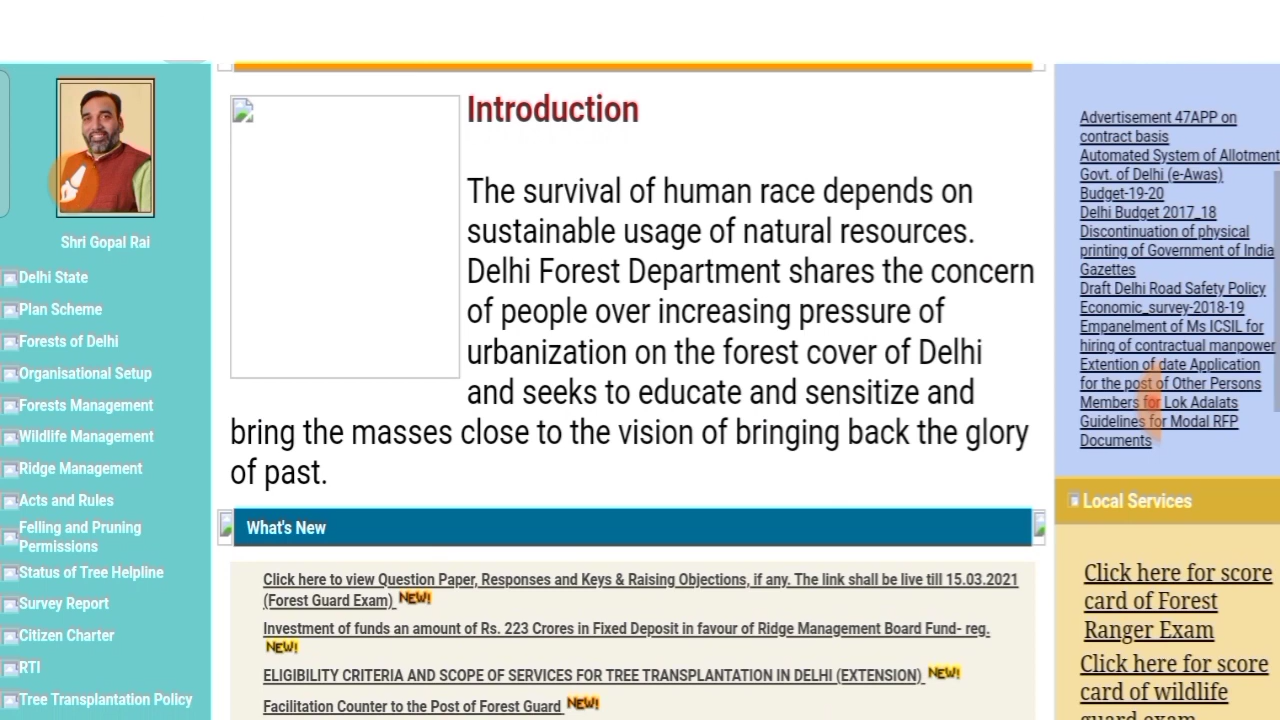 Shri Gopal Rai
Delhi State
Plan Scheme
Forests of Delhi
Organisational Setup
Forests Management
Wildlife Management
Ridge Management
Acts and Rules
Felling and Pruning
Permissions
Status of Tree Helpline
Survey Report
Citizen Charter
RTI
Tree Transplantation Policy
Introduction
The survival of human race depends on
sustainable usage of natural resources.
Delhi Forest Department shares the concern
of people over increasing pressure of
urbanization on the forest cover of Delhi
and seeks to educate and sensitize and
bring the masses close to the vision of bringing back the glory
of past.
What's New
Click here to view Question Paper, Responses and Keys & Raising Objections, if any. The link shall be live till 15.03.2021
(Forest Guard Exam) NEW!
Investment of funds an amount of Rs. 223 Crores in Fixed Deposit in favour of Ridge Management Board Fund- reg.
NEW!
ELIGIBILITY CRITERIA AND SCOPE OF SERVICES FOR TREE TRANSPLANTATION IN DELHI (EXTENSION) NEW!
Facilitation Counter to the Post of Forest Guard NEW!
Advertisement 47APP on
contract basis
Automated System of Allotment
Govt. of Delhi (e-Awas)
Budget-19-20
Delhi Budget 2017_18
Discontinuation of physical
printing of Government of India
Gazettes
Draft Delhi Road Safety Policy
Economic_survey-2018-19
Empanelment of Ms ICSIL for
hiring of contractual manpower
Extention of date Application
for the post of Other Persons
Members for Lok Adalats
Guidelines for Modal RFP
Documents
Local Services
Click here for score
card of Forest
Ranger Exam
Click here for score
card of wildlife
guard exam